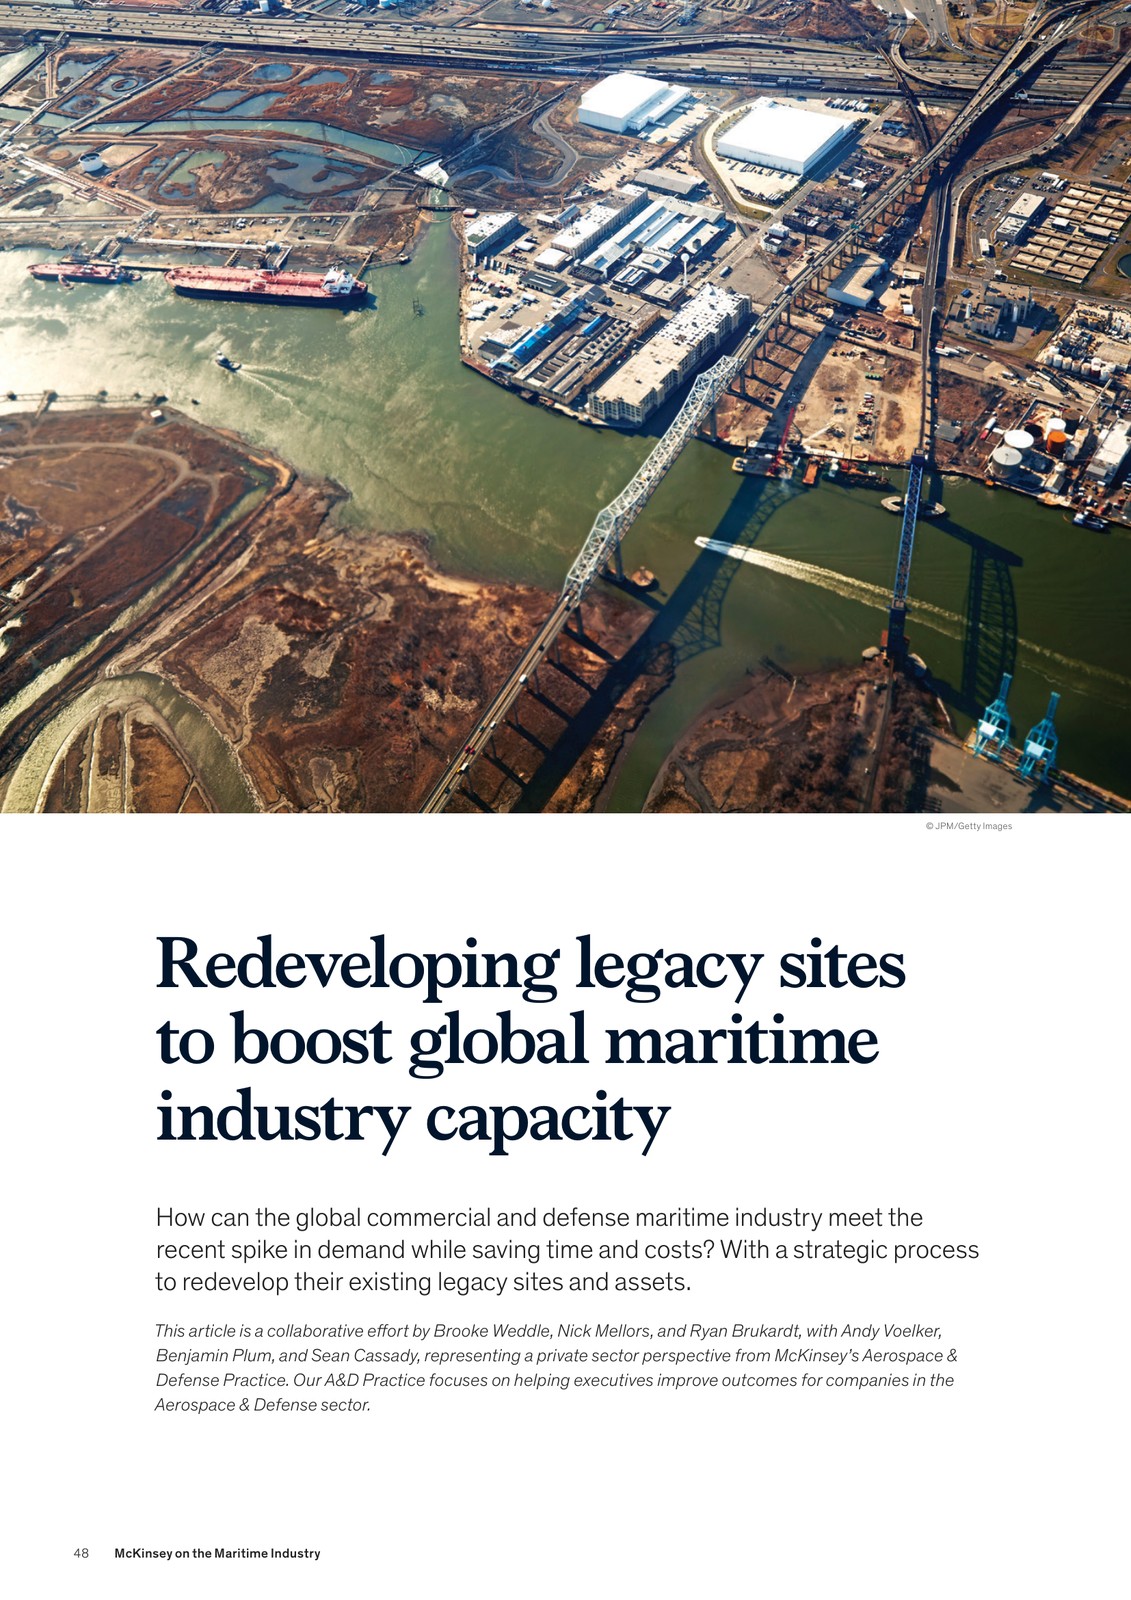 © JPM/Getty Images
Redeveloping legacy sites
to boost global maritime
industry capacity
How can the global commercial and defense maritime industry meet the
recent spike in demand while saving time and costs? With a strategic process
to redevelop their existing legacy sites and assets.
This article is a collaborative effort by Brooke Weddle, Nick Mellors, and Ryan Brukardt, with Andy Voelker,
Benjamin Plum, and Sean Cassady, representing a private sector perspective from McKinsey’s Aerospace &
Defense Practice. Our A&D Practice focuses on helping executives improve outcomes for companies in the
Aerospace & Defense sector.
48 McKinsey on the Maritime Industry